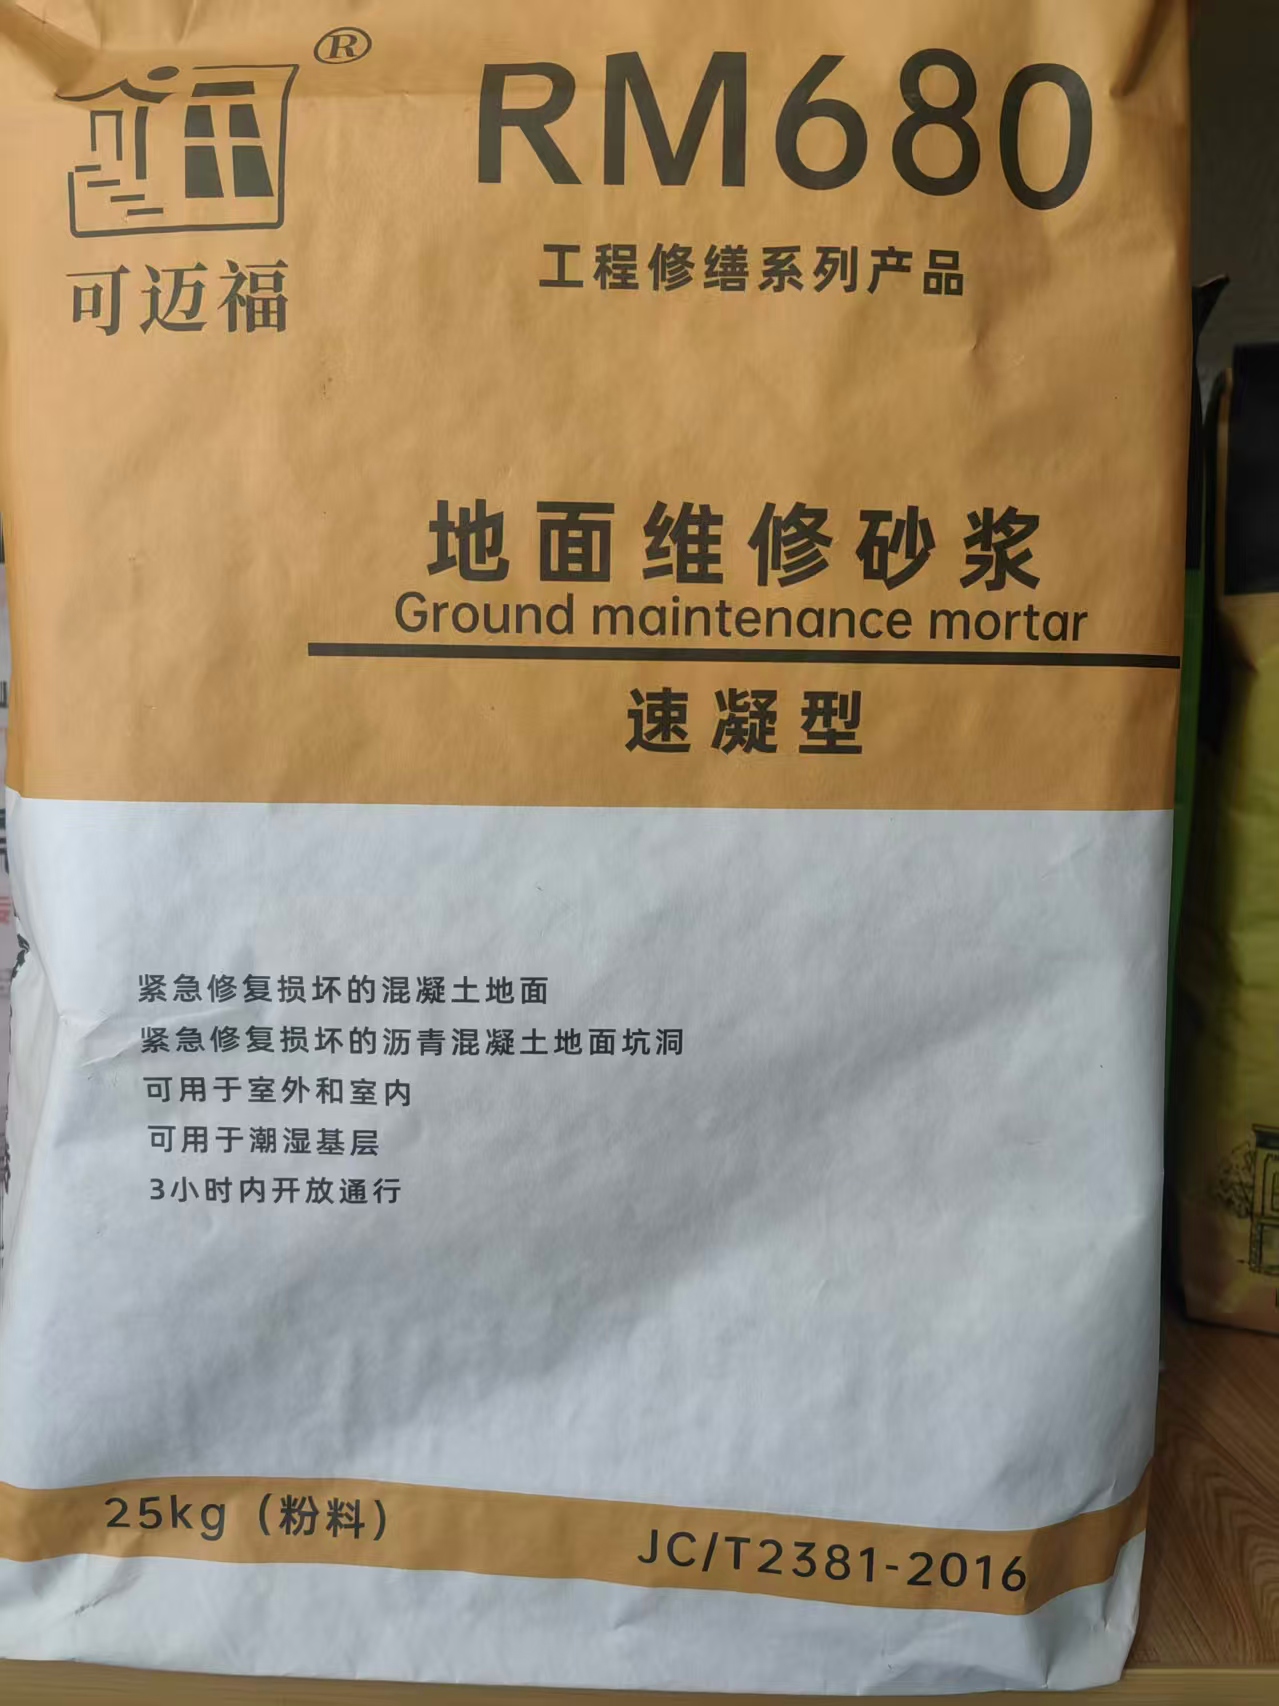 ®
RM680
可迈福
工程修缮系列产品
地面维修砂浆
Ground maintenance mortar
速凝型
紧急修复损坏的混凝土地面
紧急修复损坏的沥青混凝土地面坑洞
可用于室外和室内
可用于潮湿基层
3小时内开放通行
25kg（粉料）
JC/T2381-2016